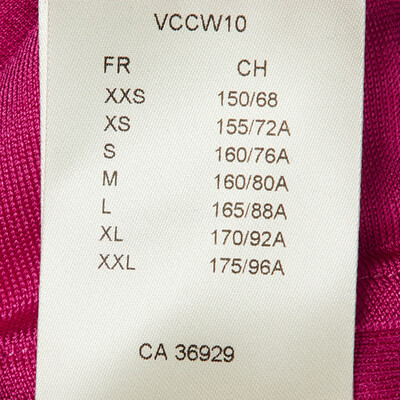 VCCW10
FR CH
XXS 150/68
XS 155/72A
S 160/76A
M 160/80A
L 165/88A
XL 170/92A
XXL 175/96A
CA 36929